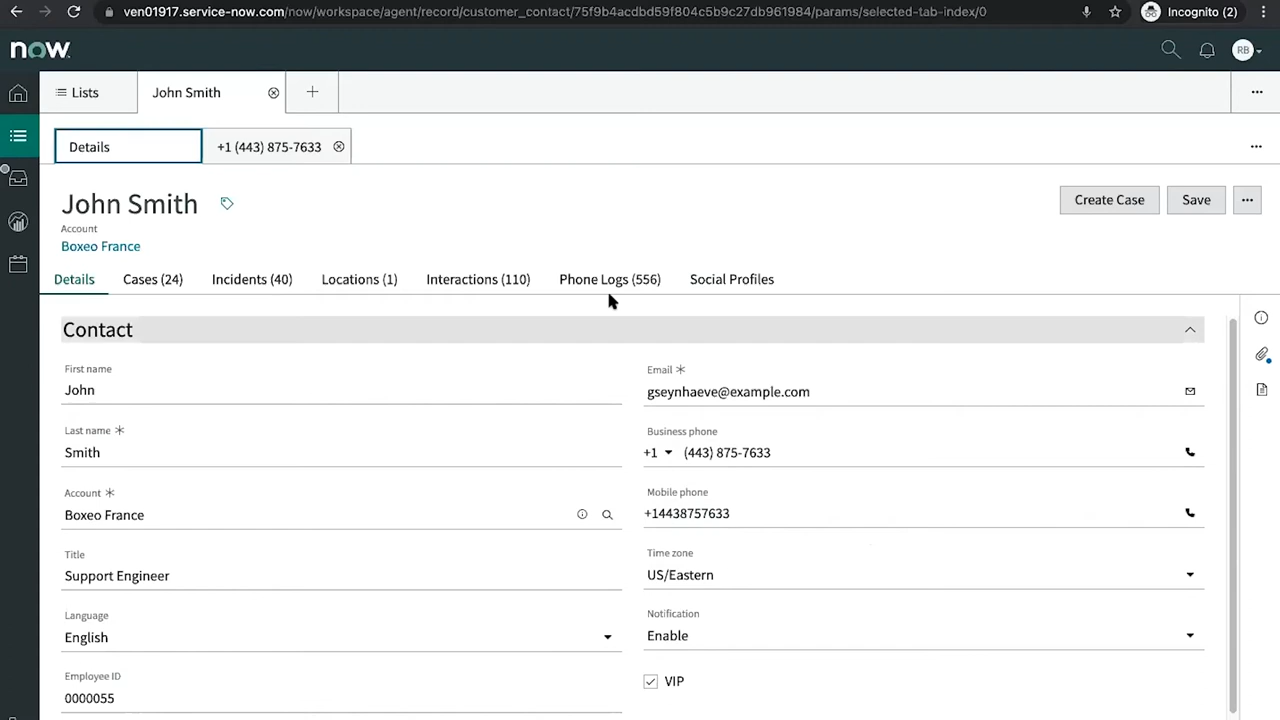 ven01917.service-now.com/now/workspace/agent/record/customer_contact/75f9b4acdbd59f804c5b9c27db961984/params/selected-tab-index/0
Incognito (2)
now
RB
Lists
John Smith
Details
+1 (443) 875-7633
John Smith
Create Case
Save
Account
Boxeo France
Details
Cases (24)
Incidents (40)
Locations (1)
Interactions (110)
Phone Logs (556)
Social Profiles
Contact
First name
John
Last name
Smith
Account
Boxeo France
Title
Support Engineer
Language
English
Employee ID
0000055
Email
gseynhaeve@example.com
Business phone
+1 (443) 875-7633
Mobile phone
+14438757633
Time zone
US/Eastern
Notification
Enable
VIP